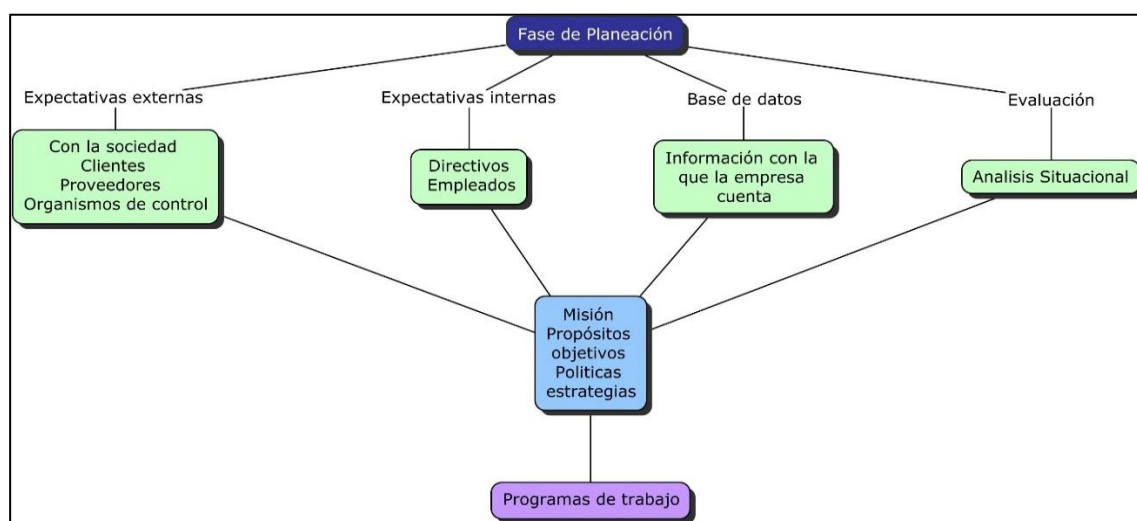 Fase de Planeación
Expectativas externas
Expectativas internas
Base de datos
Evaluación
Con la sociedad
Clientes
Proveedores
Organismos de control
Directivos
Empleados
Información con la
que la empresa
cuenta
Analisis Situacional
Misión
Propósitos
objetivos
Politicas
estrategias
Programas de trabajo